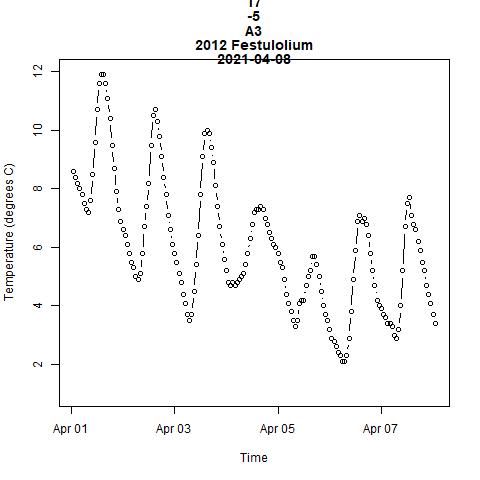 17
-5
A3
2012 Festulolium
2021-04-08
Temperature (degrees C)
12
10
8
6
4
2
Apr 01 Apr 03 Apr 05 Apr 07
Time